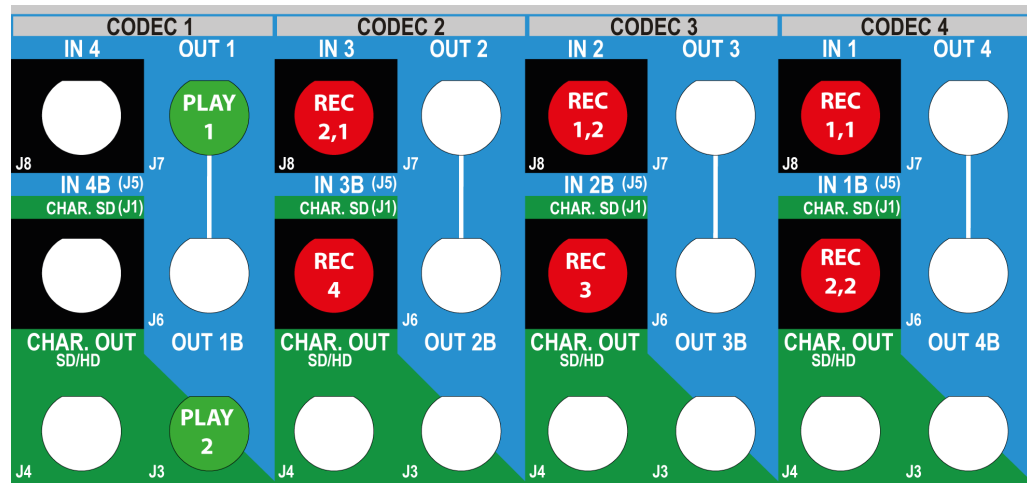 CODEC 1 CODEC 2 CODEC 3 CODEC 4
IN 4 OUT 1 IN 3 OUT 2 IN 2 OUT 3 IN 1 OUT 4
PLAY REC REC REC
1 2,1 1,2 1,1
J8 J7 J8 J7 J8 J7 J8 J7
IN 4B (J5) IN 3B (J5) IN 2B (J5) IN 1B (J5)
CHAR. SD (J1) CHAR. SD (J1) CHAR. SD (J1) CHAR. SD (J1)
REC REC REC
4 3 2,2
J6 J6 J6 J6
CHAR. OUT OUT 1B CHAR. OUT OUT 2B CHAR. OUT OUT 3B CHAR. OUT OUT 4B
SD/HD SD/HD SD/HD SD/HD
PLAY
2
J4 J3 J4 J3 J4 J3 J4 J3